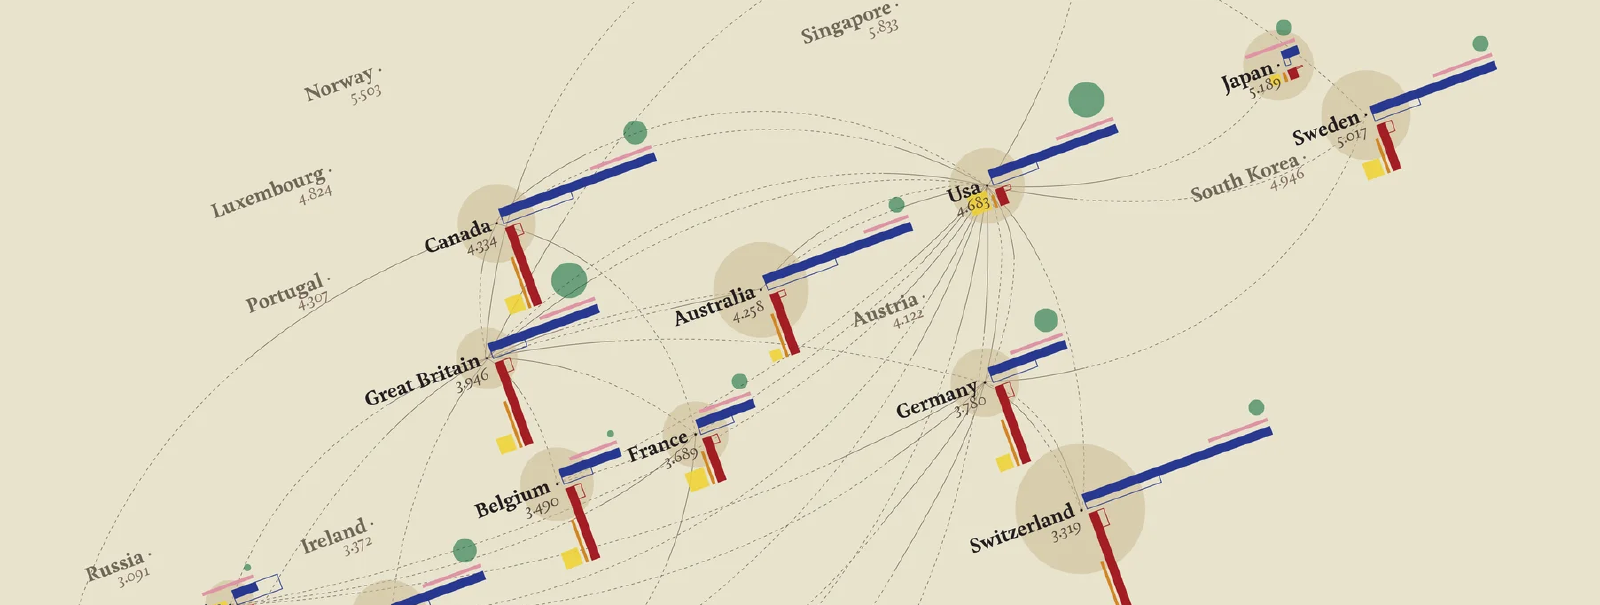 Singapore
5.833
Norway
5.503
Japan
5.189
Sweden
5.017
South Korea
4.946
Luxembourg
4.824
Usa
4.683
Canada
4.334
Portugal
4.307
Australia
4.258
Austria
4.122
Great Britain
3.946
Germany
3.780
France
3.689
Belgium
3.490
Ireland
3.372
Switzerland
3.319
Russia
3.091